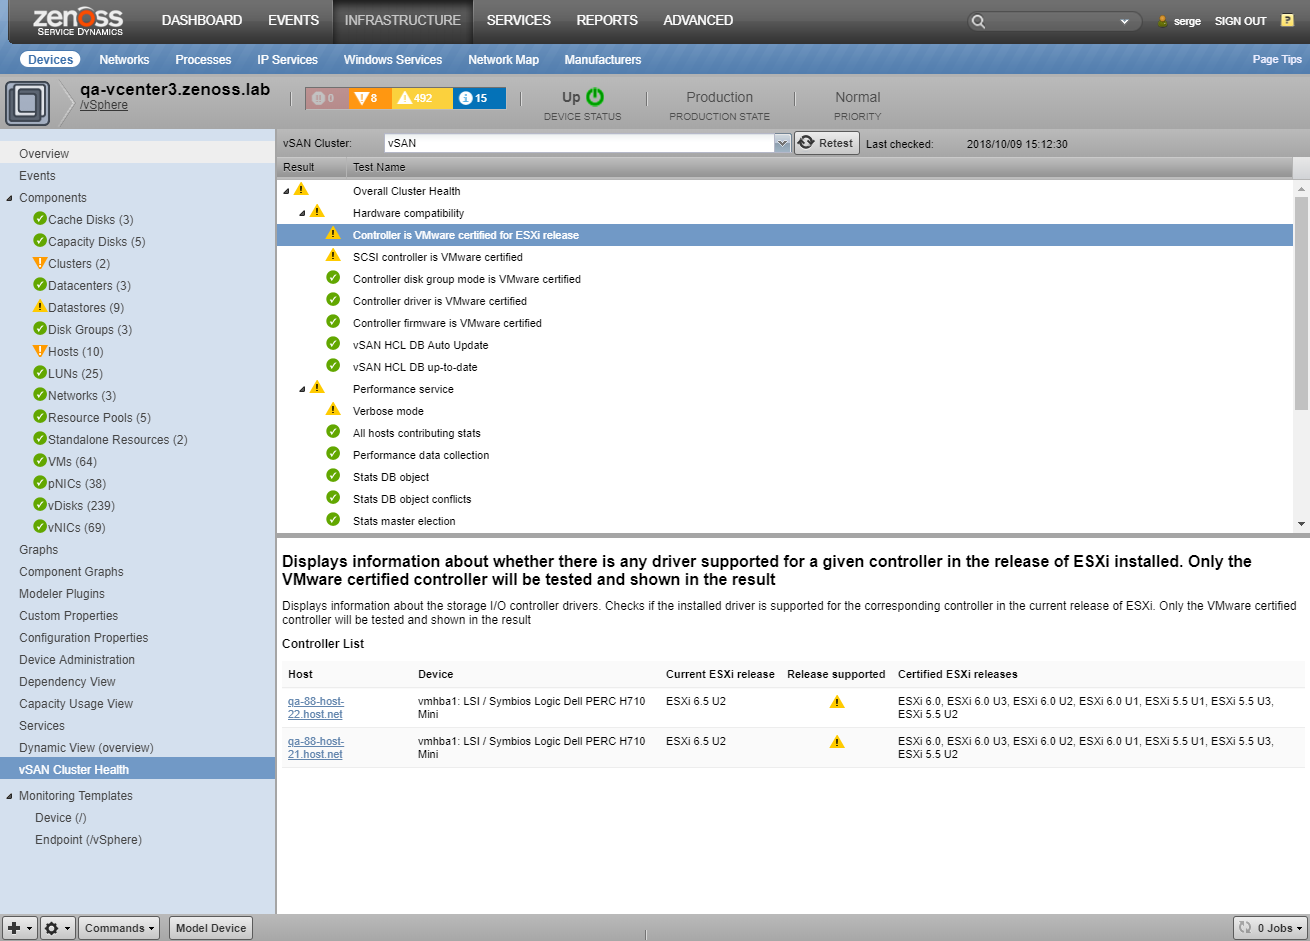 zenoss
SERVICE DYNAMICS
DASHBOARD EVENTS INFRASTRUCTURE SERVICES REPORTS ADVANCED
serge SIGN OUT ?
Devices Networks Processes IP Services Windows Services Network Map Manufacturers Page Tips
qa-vcenter3.zenoss.lab
/vSphere
0 8 492 15
Up
DEVICE STATUS
Production
PRODUCTION STATE
Normal
PRIORITY
Overview
Events
Components
Cache Disks (3)
Capacity Disks (5)
Clusters (2)
Datacenters (3)
Datastores (9)
Disk Groups (3)
Hosts (10)
LUNs (25)
Networks (3)
Resource Pools (5)
Standalone Resources (2)
VMs (64)
pNICs (38)
vDisks (239)
vNICs (69)
Graphs
Component Graphs
Modeler Plugins
Custom Properties
Configuration Properties
Device Administration
Dependency View
Capacity Usage View
Services
Dynamic View (overview)
vSAN Cluster Health
Monitoring Templates
Device (/)
Endpoint (/vSphere)
vSAN Cluster: vSAN Retest Last checked: 2018/10/09 15:12:30
Result Test Name
Overall Cluster Health
Hardware compatibility
Controller is VMware certified for ESXi release
SCSI controller is VMware certified
Controller disk group mode is VMware certified
Controller driver is VMware certified
Controller firmware is VMware certified
vSAN HCL DB Auto Update
vSAN HCL DB up-to-date
Performance service
Verbose mode
All hosts contributing stats
Performance data collection
Stats DB object
Stats DB object conflicts
Stats master election
Displays information about whether there is any driver supported for a given controller in the release of ESXi installed. Only the
VMware certified controller will be tested and shown in the result
Displays information about the storage I/O controller drivers. Checks if the installed driver is supported for the corresponding controller in the current release of ESXi. Only the VMware certified
controller will be tested and shown in the result
Controller List
Host Device Current ESXi release Release supported Certified ESXi releases
qa-88-host- vmhba1: LSI / Symbios Logic Dell PERC H710 ESXi 6.5 U2 ESXi 6.0, ESXi 6.0 U3, ESXi 6.0 U2, ESXi 6.0 U1, ESXi 5.5 U1, ESXi 5.5 U3,
22.host.net Mini ESXi 5.5 U2
qa-88-host- vmhba1: LSI / Symbios Logic Dell PERC H710 ESXi 6.5 U2 ESXi 6.0, ESXi 6.0 U3, ESXi 6.0 U2, ESXi 6.0 U1, ESXi 5.5 U1, ESXi 5.5 U3,
21.host.net Mini ESXi 5.5 U2
Commands Model Device 0 Jobs